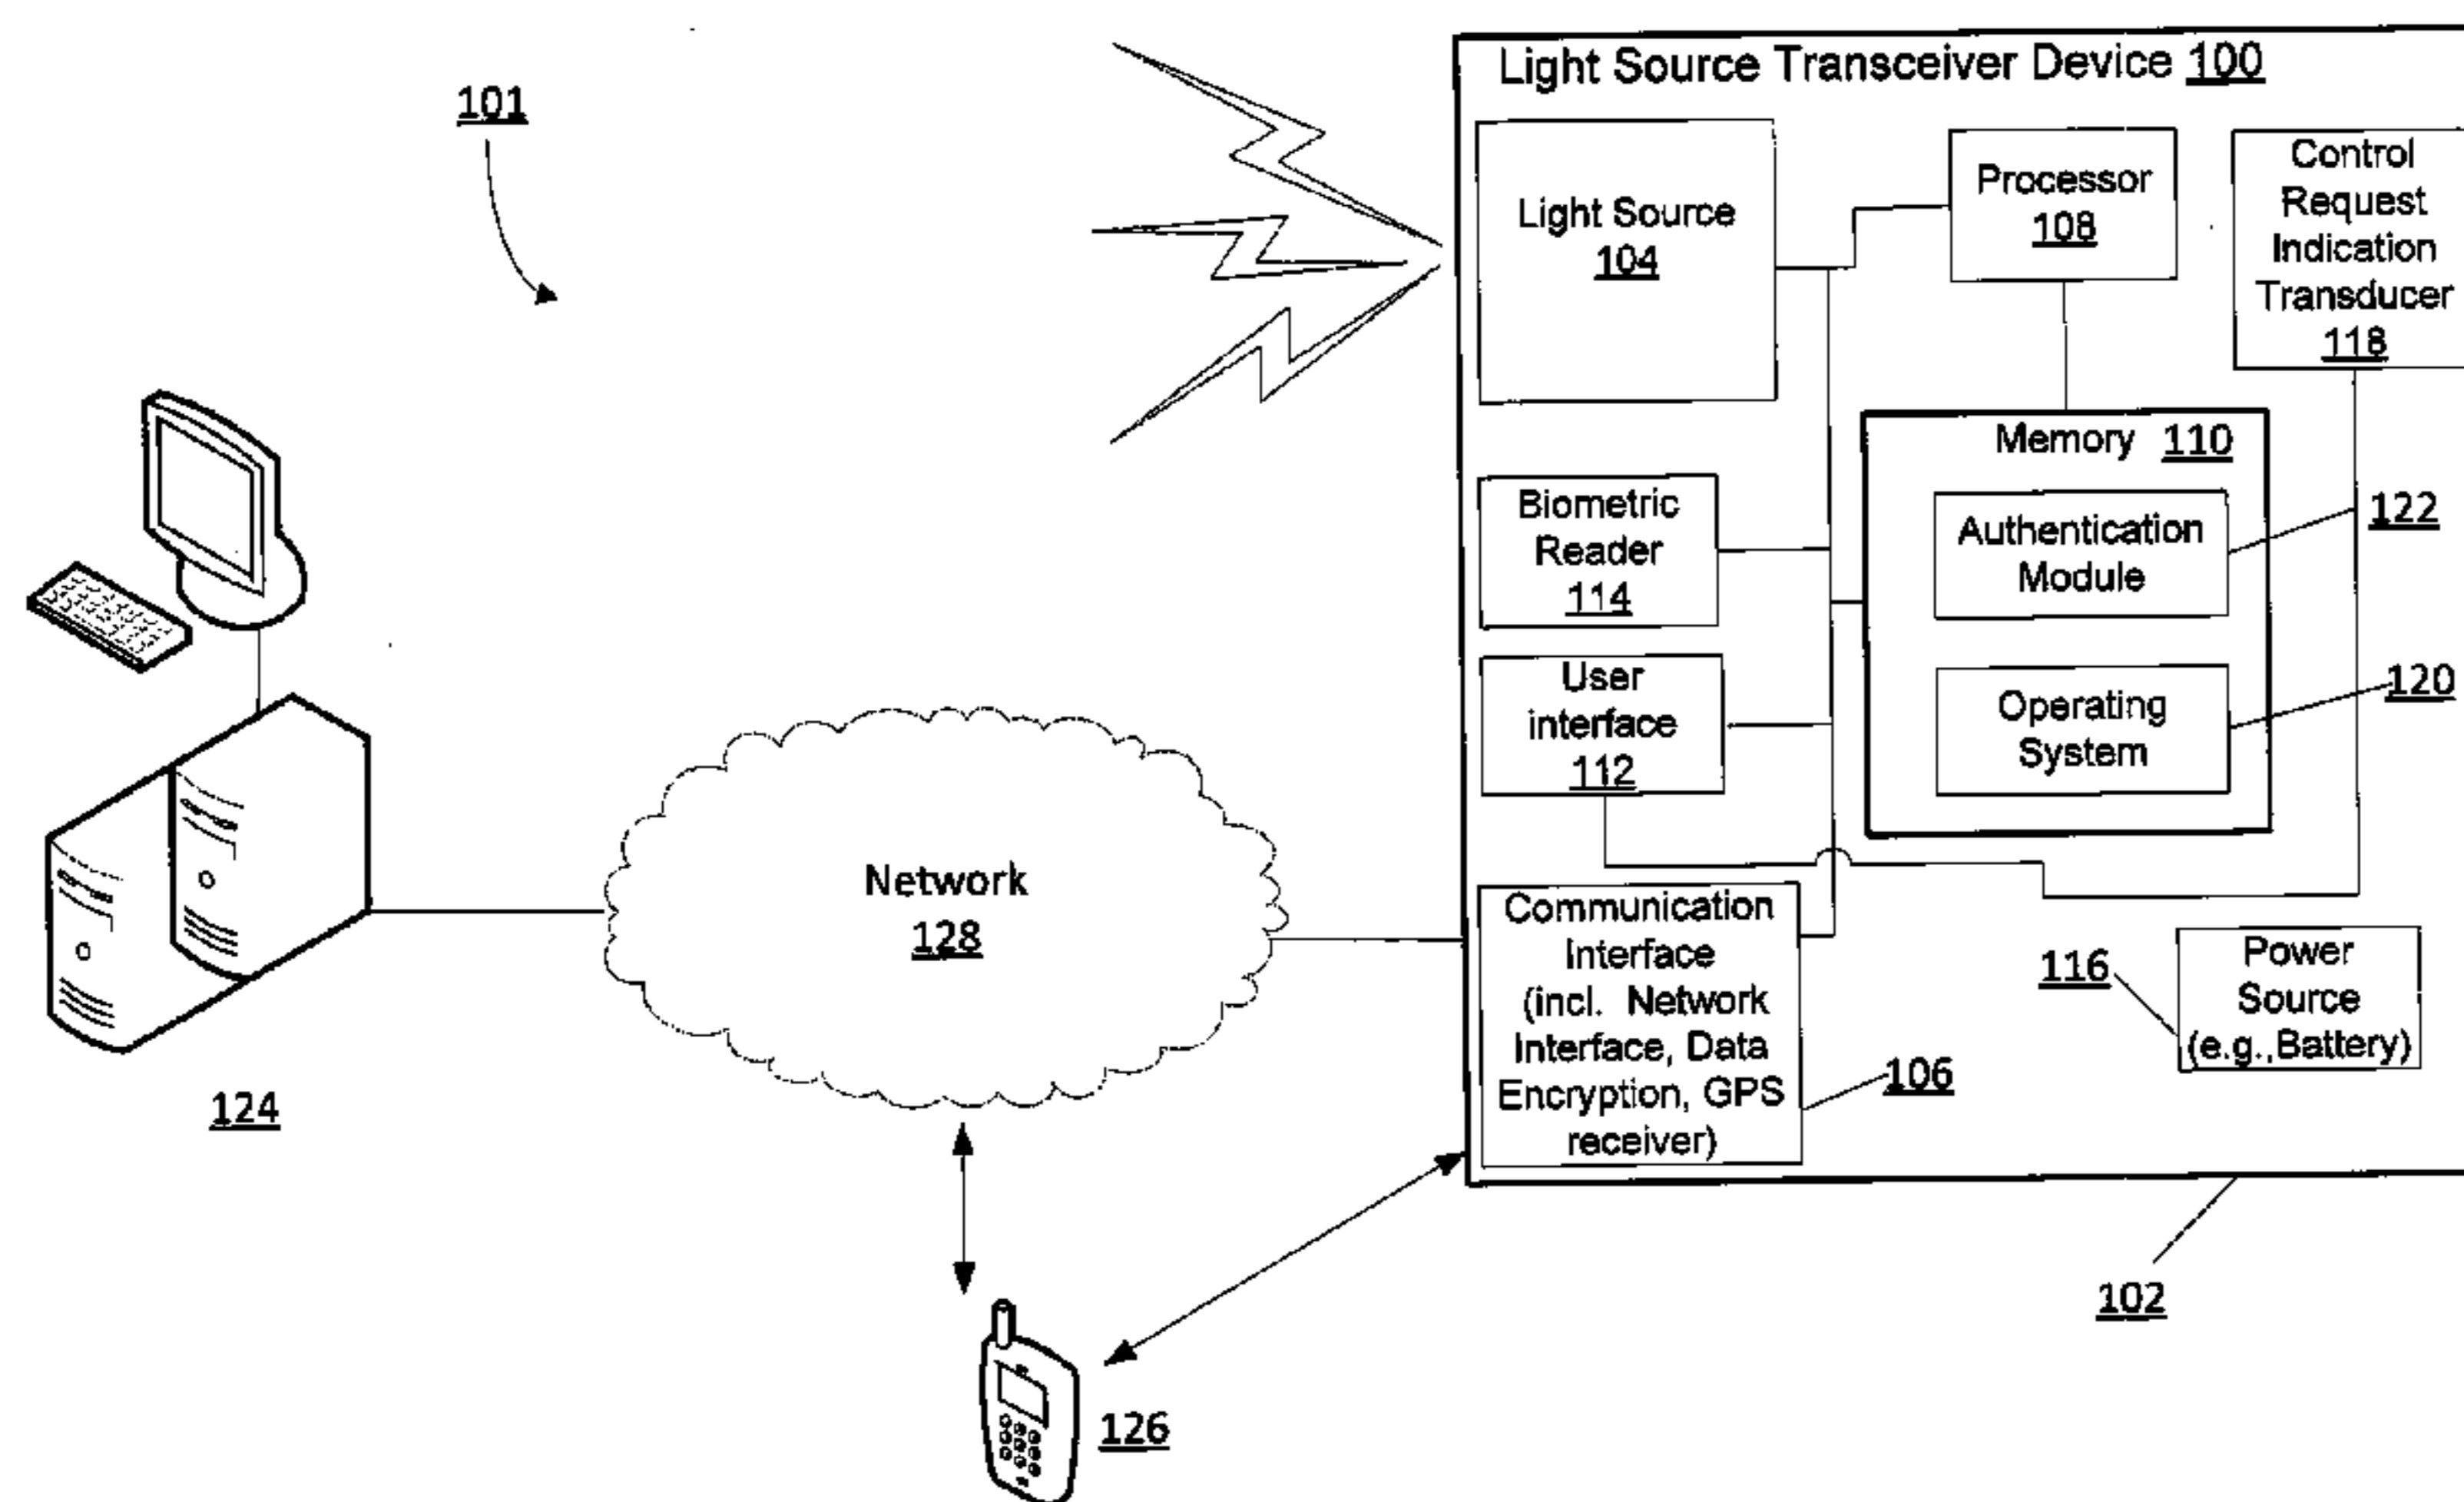 101
Light Source Transceiver Device 100
Light Source
104
Processor
108
Control
Request
Indication
Transducer
118
Memory 110
Biometric
Reader
114
Authentication
Module
122
User
interface
112
Operating
System
120
Network
128
Communication
Interface
(incl. Network
Interface, Data
Encryption, GPS
receiver)
106
116
Power
Source
(e.g.,Battery)
124
102
126